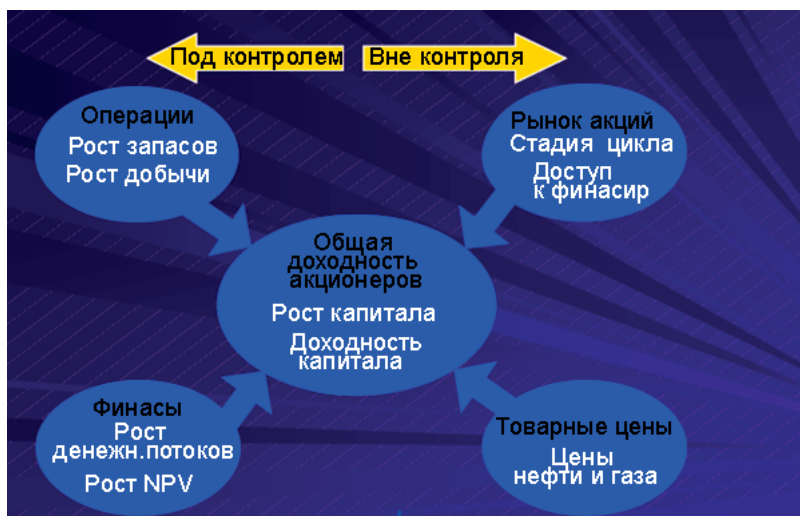 Под контролем
Вне контроля
Операции
Рост запасов
Рост добычи
Рынок акций
Стадия цикла
Доступ
к финасир
Общая
доходность
акционеров
Рост капитала
Доходность
капитала
Финасы
Рост
денежн.потоков
Рост NPV
Товарные цены
Цены
нефти и газа